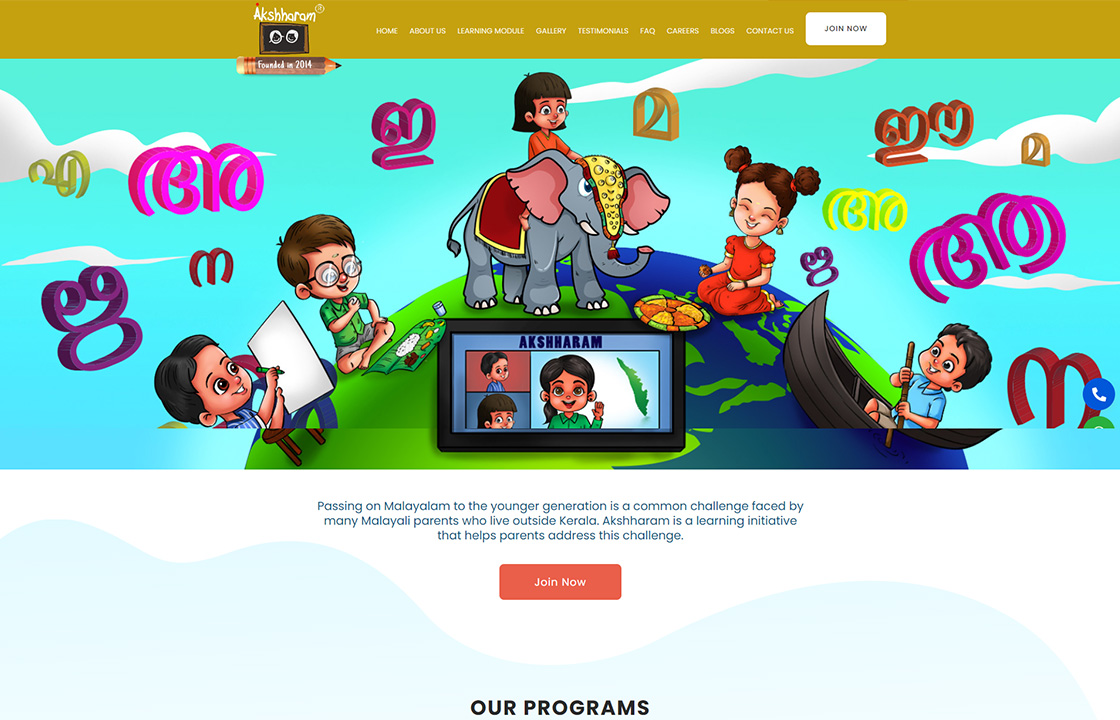 Akshharam
Founded in 2014
HOME ABOUT US LEARNING MODULE GALLERY TESTIMONIALS FAQ CAREERS BLOGS CONTACT US JOIN NOW
ഇ
മ
ഈ
മ
എ
അ
അ
ആ
ന
ജ
ജ
ന
AKSHHARAM
Passing on Malayalam to the younger generation is a common challenge faced by
many Malayali parents who live outside Kerala. Akshharam is a learning initiative
that helps parents address this challenge.
Join Now
OUR PROGRAMS